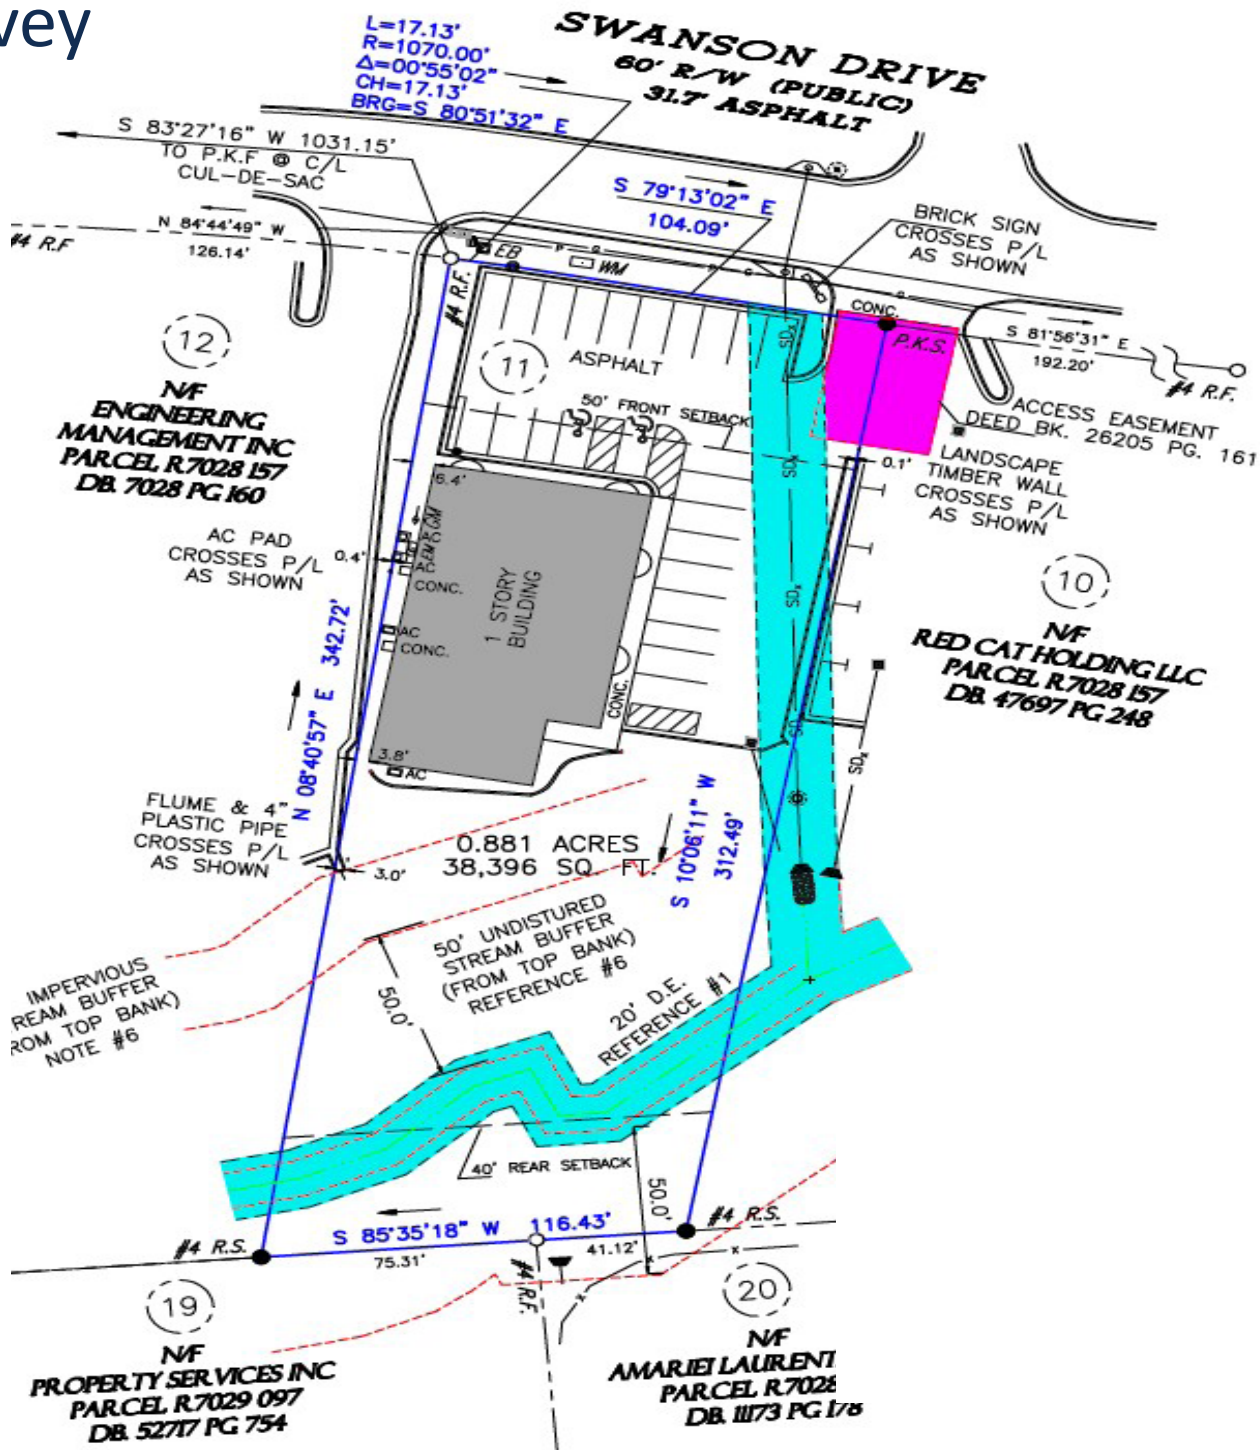 vey
L=17.13'
R=1070.00'
Δ=00°55'02"
CH=17.13'
BRG=S 80°51'32" E
SWANSON DRIVE
60' R/W (PUBLIC)
31.7' ASPHALT
S 83°27'16" W 1031.15'
TO P.K.F @ C/L
CUL-DE-SAC
S 79°13'02" E
104.09'
BRICK SIGN
CROSSES P/L
AS SHOWN
N 84°44'49" W
126.14'
#4 R.F
#4 R.F.
EB
WM
CONC.
P.K.S.
S 81°56'31" E
192.20'
#4 R.F.
12
N/F
ENGINEERING
MANAGEMENT INC
PARCEL R7028 157
DB. 7028 PG 160
11
ASPHALT
50' FRONT SETBACK
SDx
SDx
SDx
ACCESS EASEMENT
DEED BK. 26205 PG. 161
0.1'
LANDSCAPE
TIMBER WALL
CROSSES P/L
AS SHOWN
6.4'
GM
AC PAD
CROSSES P/L
AS SHOWN
0.4'
AC
CONC.
AC
CONC.
1 STORY
BUILDING
CONC.
10
N/F
RED CAT HOLDING LLC
PARCEL R7028 157
DB. 47697 PG 248
SDx
N 08°40'57" E 342.72'
3.8'
AC
FLUME & 4"
PLASTIC PIPE
CROSSES P/L
AS SHOWN
3.0'
0.881 ACRES
38,396 SQ. FT.
S 10°06'11" W
312.49'
50' UNDISTURED
STREAM BUFFER
(FROM TOP BANK)
REFERENCE #6
50.0'
IMPERVIOUS
REAM BUFFER
ROM TOP BANK)
NOTE #6
20' D.E.
REFERENCE #1
40' REAR SETBACK
50.0'
S 85°35'18" W 116.43'
75.31'
41.12'
#4 R.S.
#4 R.S.
#4 R.F.
19
N/F
PROPERTY SERVICES INC
PARCEL R7029 097
DB. 52717 PG 754
20
N/F
AMARIEI LAURENT
PARCEL R7028
DB. 11173 PG 178